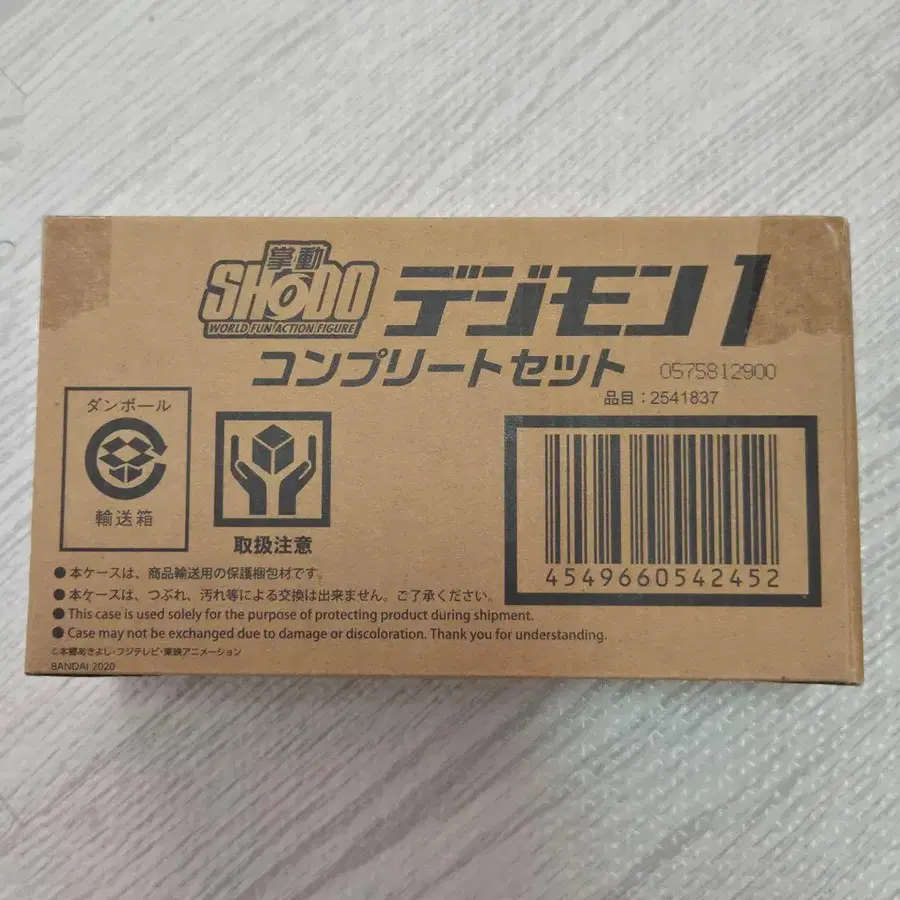 掌動
SHODO
WORLD FUN ACTION FIGURE
デジモン1
コンプリートセット
0575812900
品目：2541837
ダンボール
輸送箱
取扱注意
4549660542452
●本ケースは、商品輸送用の保護梱包材です。
●本ケースは、つぶれ、汚れ等による交換は出来ません。ご了承ください。
●This case is used solely for the purpose of protecting product during shipment.
●Case may not be exchanged due to damage or discoloration. Thank you for understanding.
©本郷あきよし・フジテレビ・東映アニメーション
BANDAI 2020